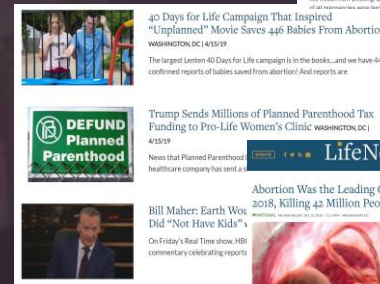 40 Days for Life Campaign That Inspired
“Unplanned” Movie Saves 446 Babies From Abortio
WASHINGTON, DC | 4/15/19
The largest Lenten 40 Days for Life campaign is in the books...and we have 44
confirmed reports of babies saved from abortion! And reports are
DEFUND
Planned
Parenthood
Trump Sends Millions of Planned Parenthood Tax
Funding to Pro-Life Women's Clinic WASHINGTON, DC |
4/15/19
News that Planned Parenthood
healthcare company has sent a
LifeNe
Abortion Was the Leading
2018, Killing 42 Million Peo
Bill Maher: Earth Wou
Did “Not Have Kids”
On Friday's Real Time show, HBO
commentary celebrating reports